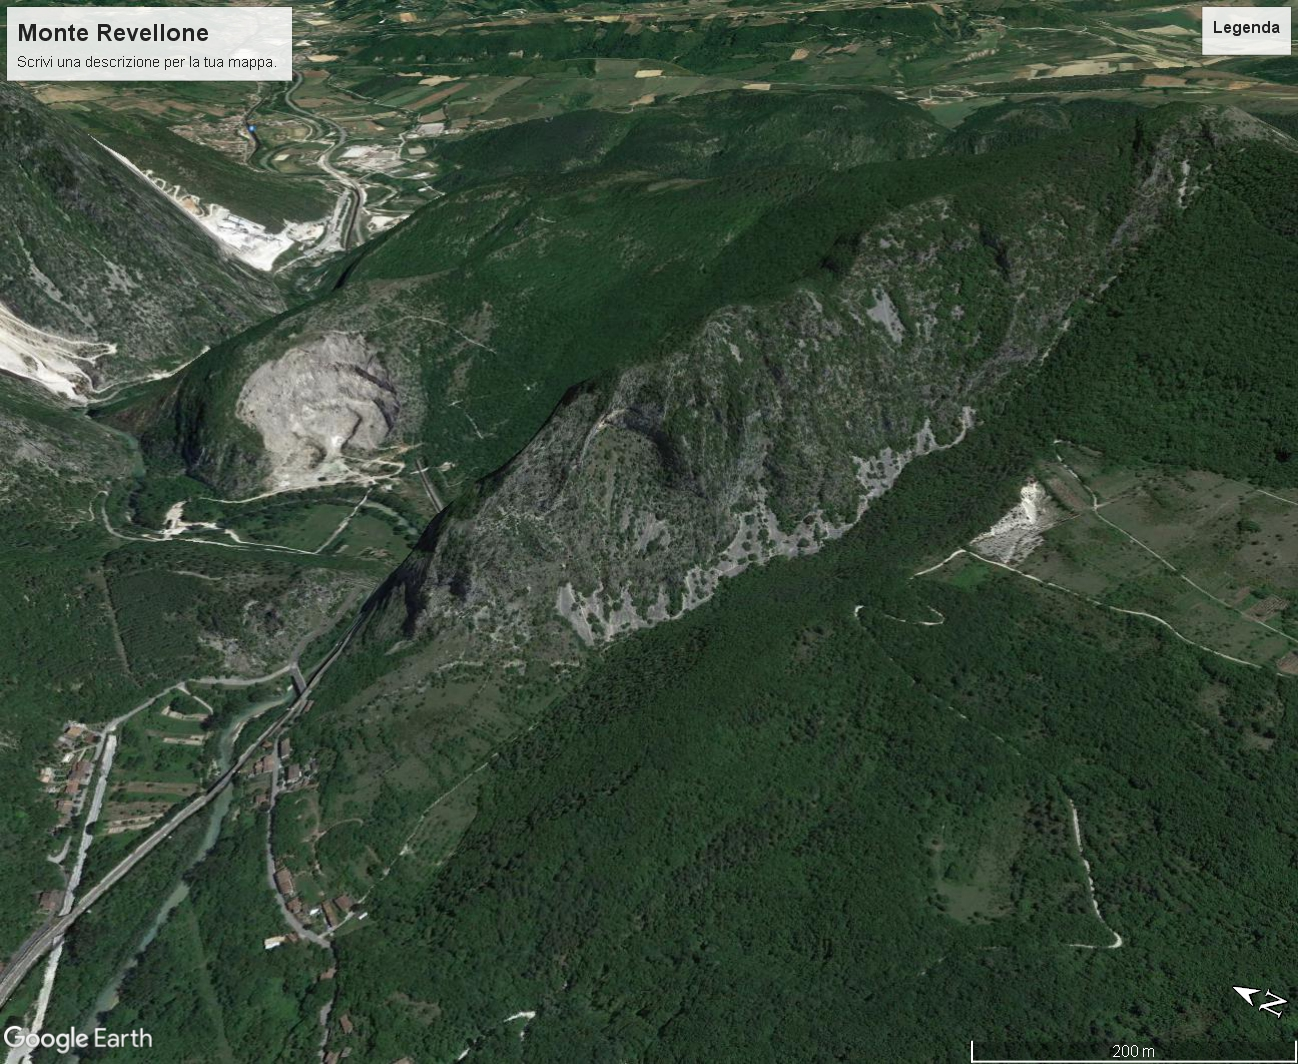 Monte Revellone
Scrivi una descrizione per la tua mappa.
Legenda
N
Google Earth
200 m